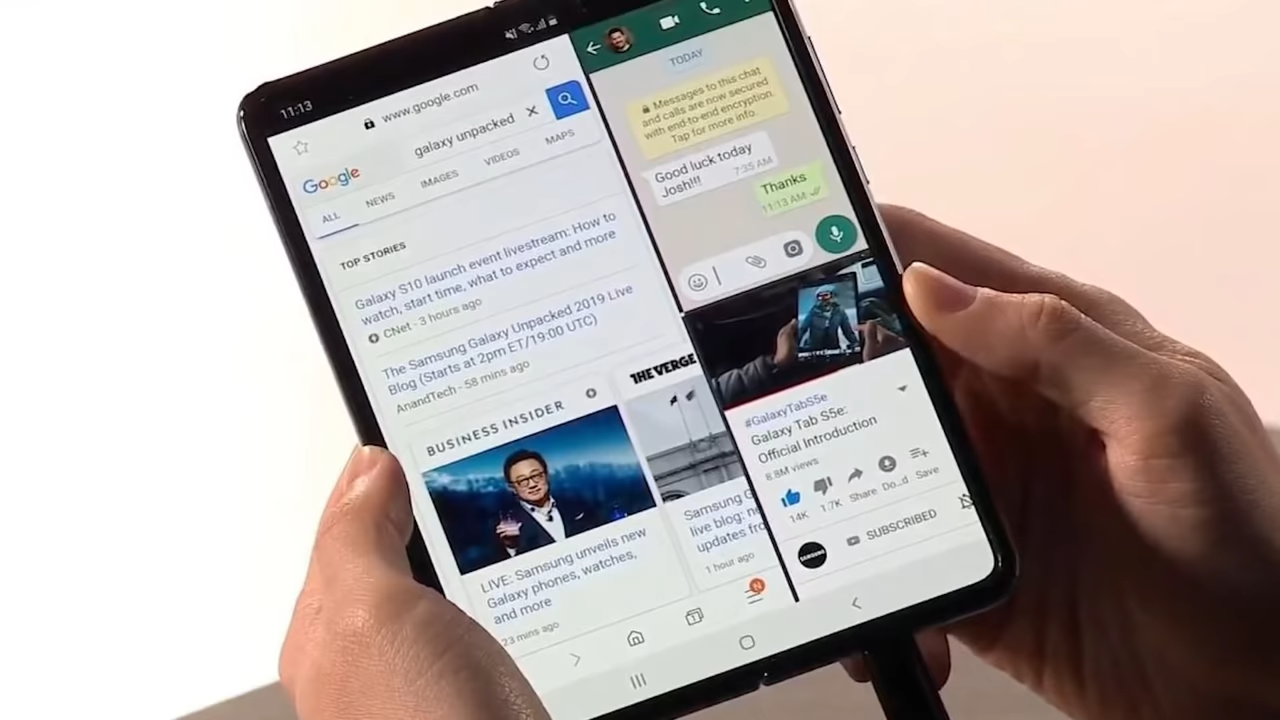 11:13
www.google.com
galaxy unpacked
Google
ALL NEWS IMAGES VIDEOS MAPS
TOP STORIES
Galaxy S10 launch event livestream: How to
watch, start time, what to expect and more
CNet - 3 hours ago
The Samsung Galaxy Unpacked 2019 Live
Blog (Starts at 2pm ET/19:00 UTC)
AnandTech - 58 mins ago
BUSINESS INSIDER
LIVE: Samsung unveils new
Galaxy phones, watches,
and more
23 mins ago
THE VERGE
Samsung G
live blog: ne
updates fro
1 hour ago
N
TODAY
Messages to this chat
and calls are now secured
with end-to-end encryption.
Tap for more info.
Good luck today
Josh!!!
7:35 AM
Thanks
11:13 AM
#GalaxyTabS5e
Galaxy Tab S5e:
Official Introduction
8.8M views
14K 1.7K Share Do...d Save
SAMSUNG
SUBSCRIBED